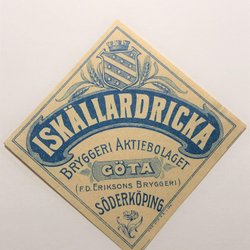 ISKÄLLARDRICKA
BRYGGERI AKTIEBOLAGET
GÖTA
(F.D. ERIKSONS BRYGGERI)
SÖDERKÖPING